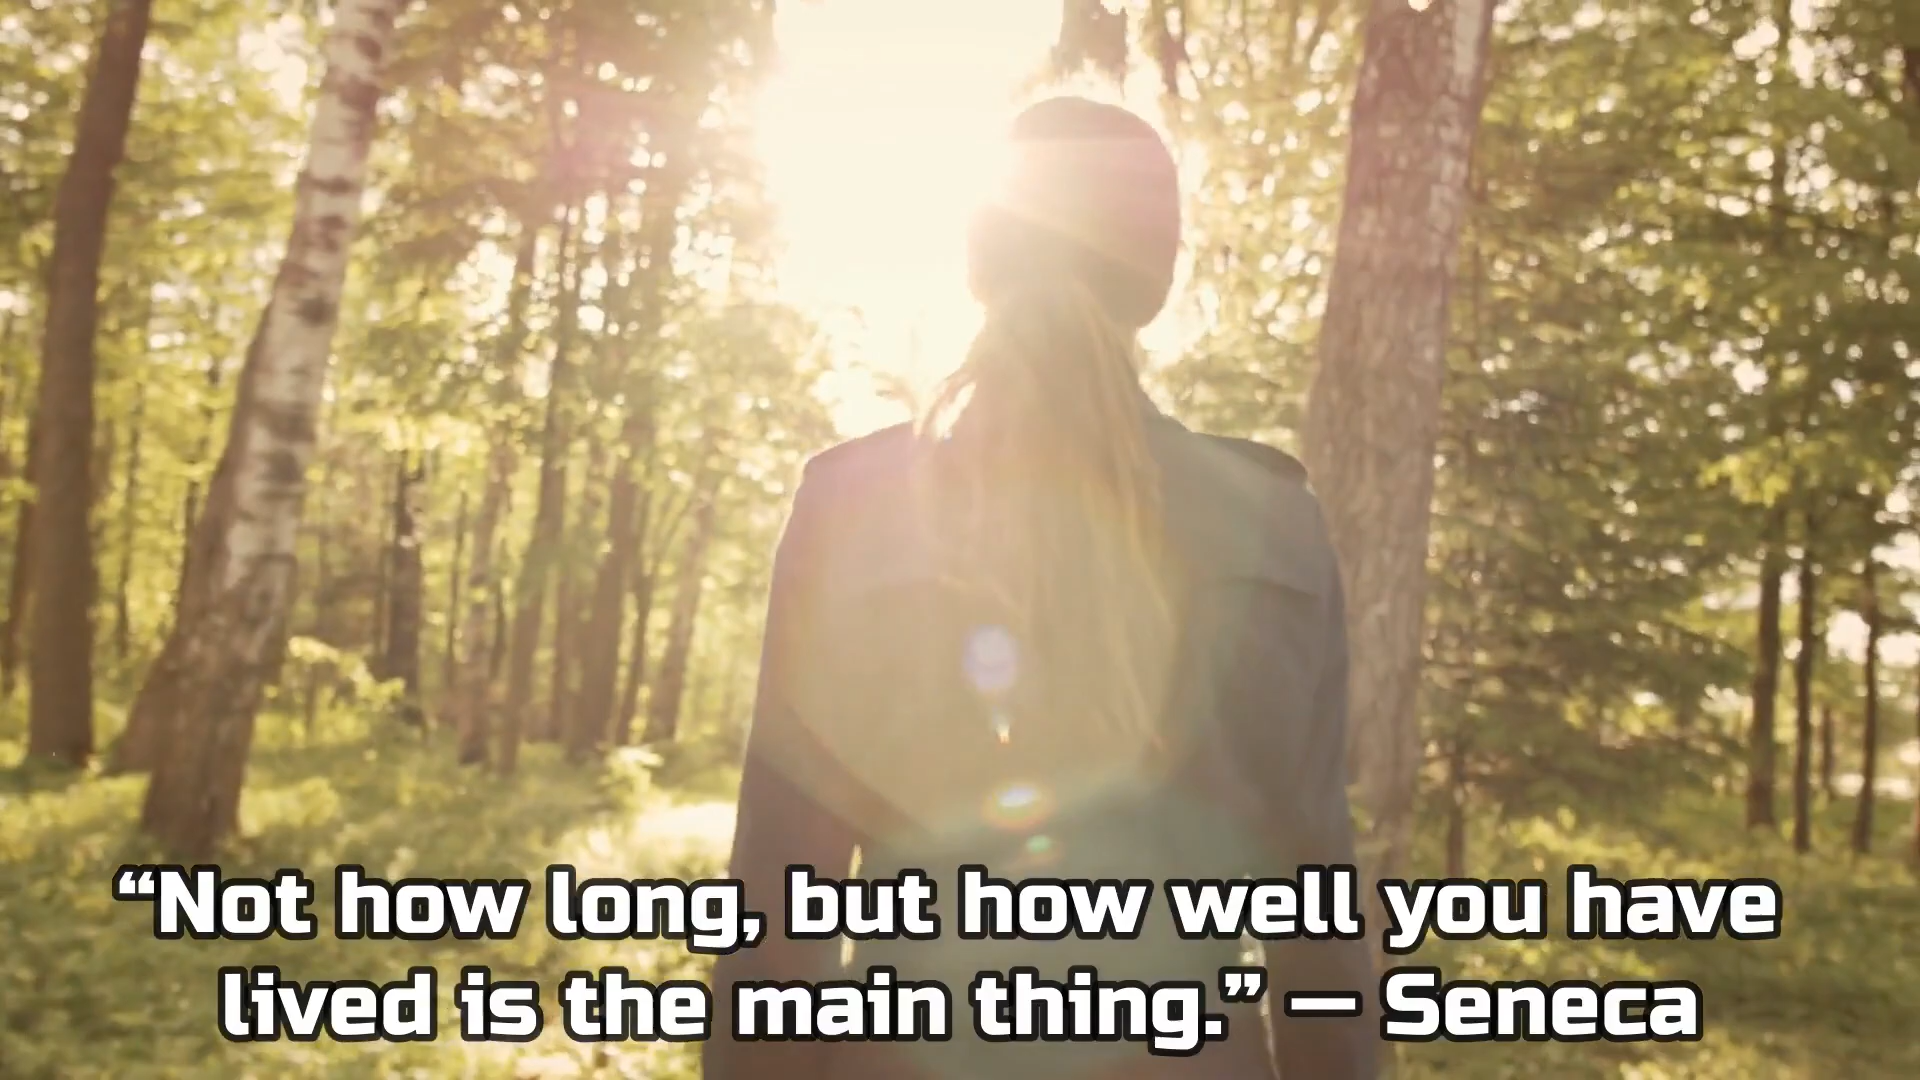 “Not how long, but how well you have
lived is the main thing.” — Seneca